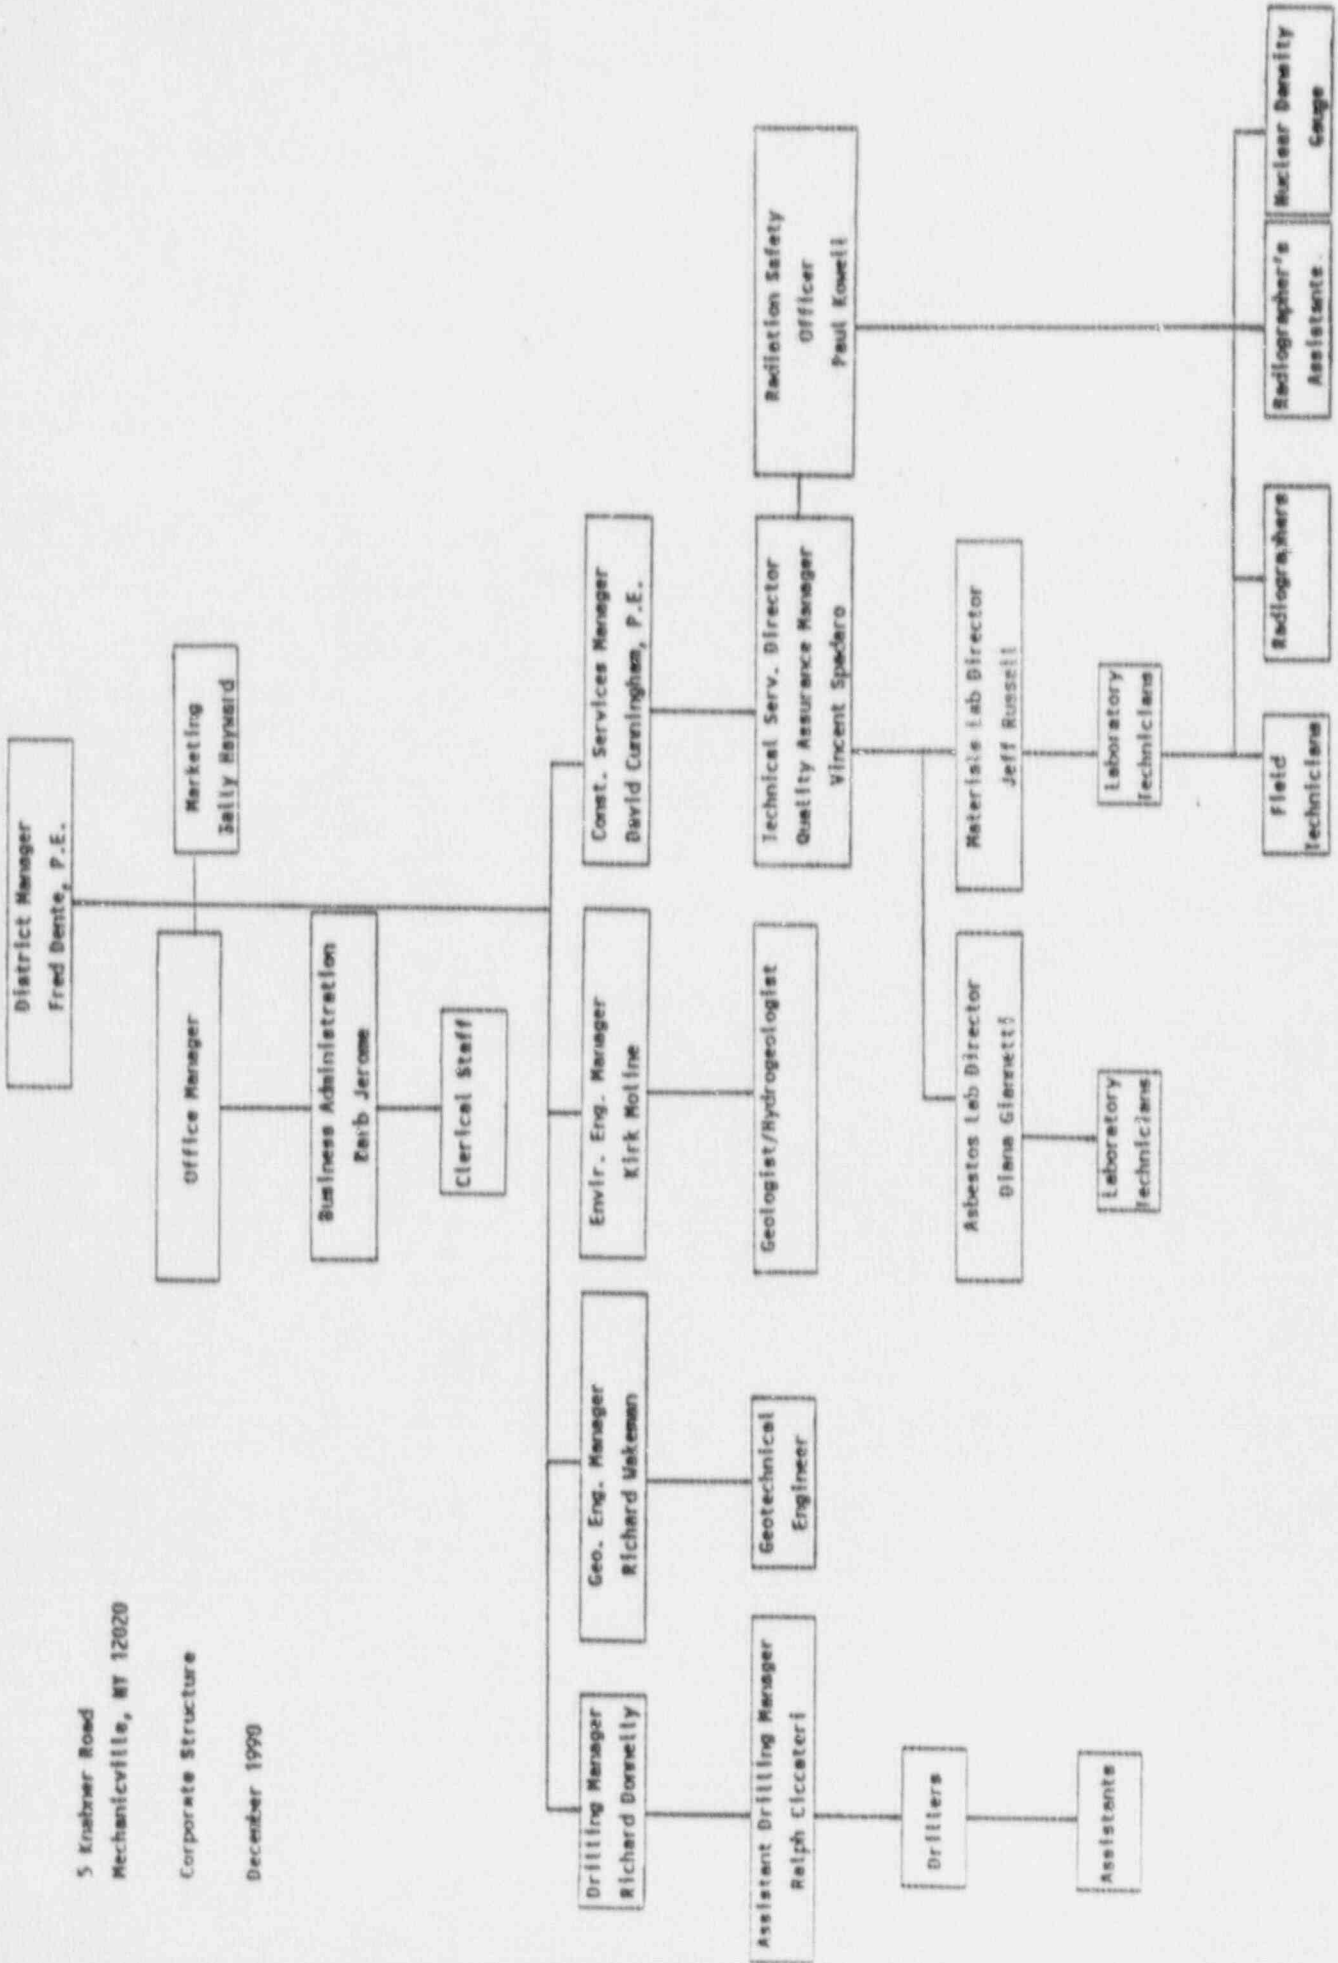 5 Knabner Road
Mechanicville, NY 12020
Corporate Structure
December 1990
District Manager
Fred Dente, P.E.
Office Manager
Marketing
Sally Hayward
Business Administration
Barb Jerome
Clerical Staff
Drilling Manager
Richard Donnelly
Geo. Eng. Manager
Richard Wakeman
Envir. Eng. Manager
Kirk Moline
Const. Services Manager
David Cunningham, P.E.
Assistant Drilling Manager
Ralph Ciccateri
Geotechnical
Engineer
Geologist/Hydrogeologist
Technical Serv. Director
Quality Assurance Manager
Vincent Spadaro
Radiation Safety
Officer
Paul Kowell
Drillers
Asbestos Lab Director
Diana Giannetti
Materials Lab Director
Jeff Russell
Assistants
Laboratory
Technicians
Laboratory
Technicians
Field
Technicians
Radiographers
Radiographer's
Assistants
Nuclear Density
Gauge